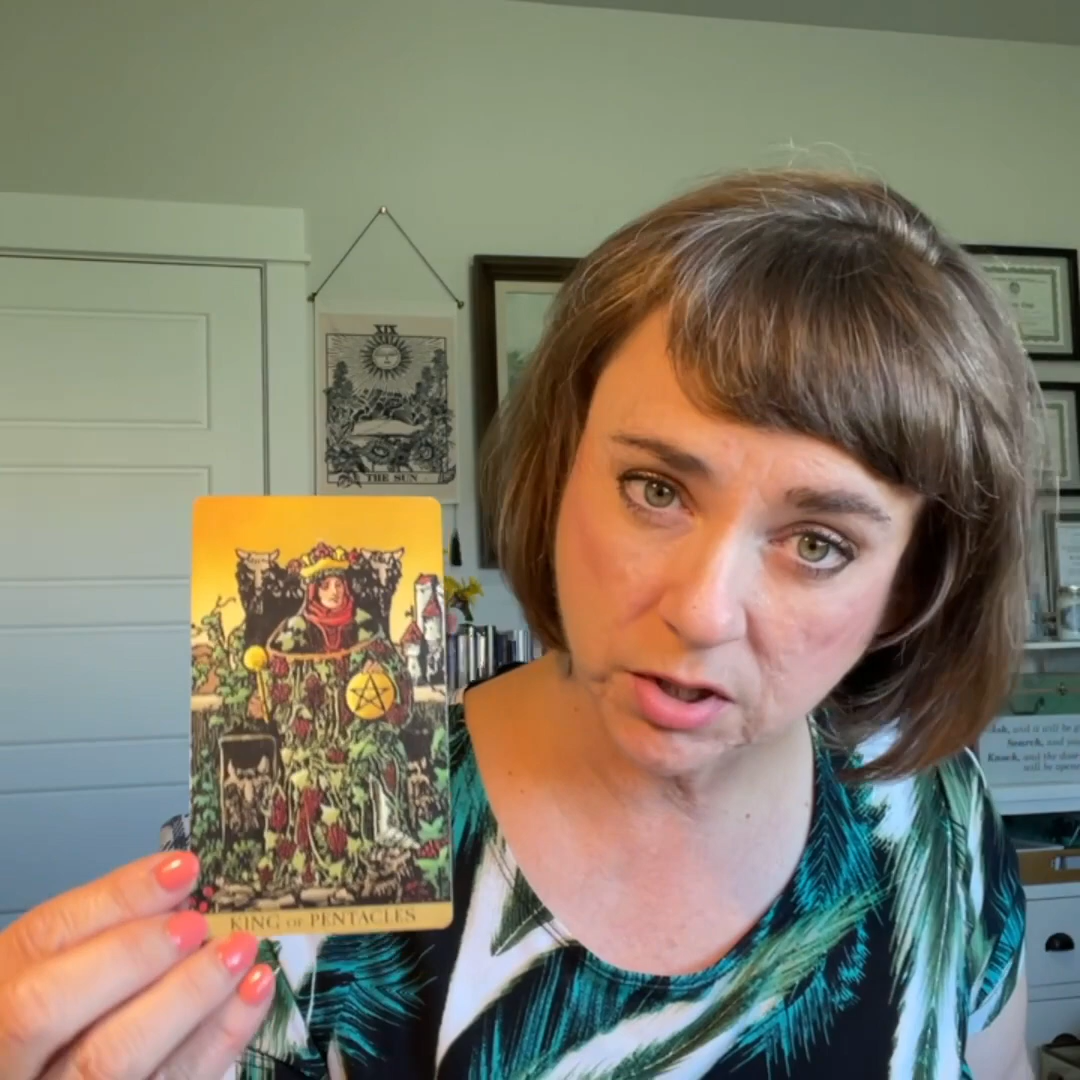 XIX
THE SUN
KING OF PENTACLES
Ask, and it will be
Search, and
Knock, and the door
will be opene